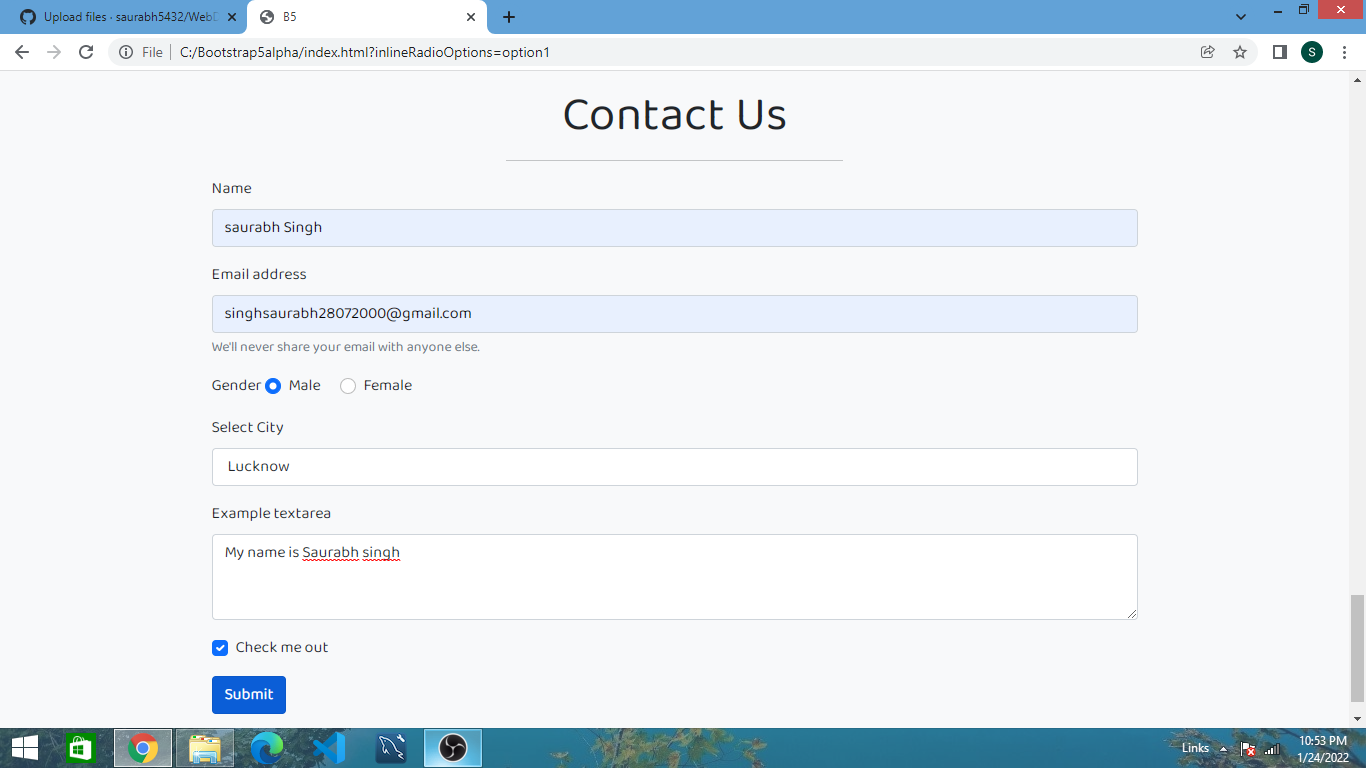 Upload files · saurabh5432/WebD
B5
File
C:/Bootstrap5alpha/index.html?inlineRadioOptions=option1
S
Contact Us
Name
saurabh Singh
Email address
singhsaurabh28072000@gmail.com
We'll never share your email with anyone else.
Gender Male Female
Select City
Lucknow
Example textarea
My name is Saurabh singh
Check me out
Submit
Links
10:53 PM
1/24/2022